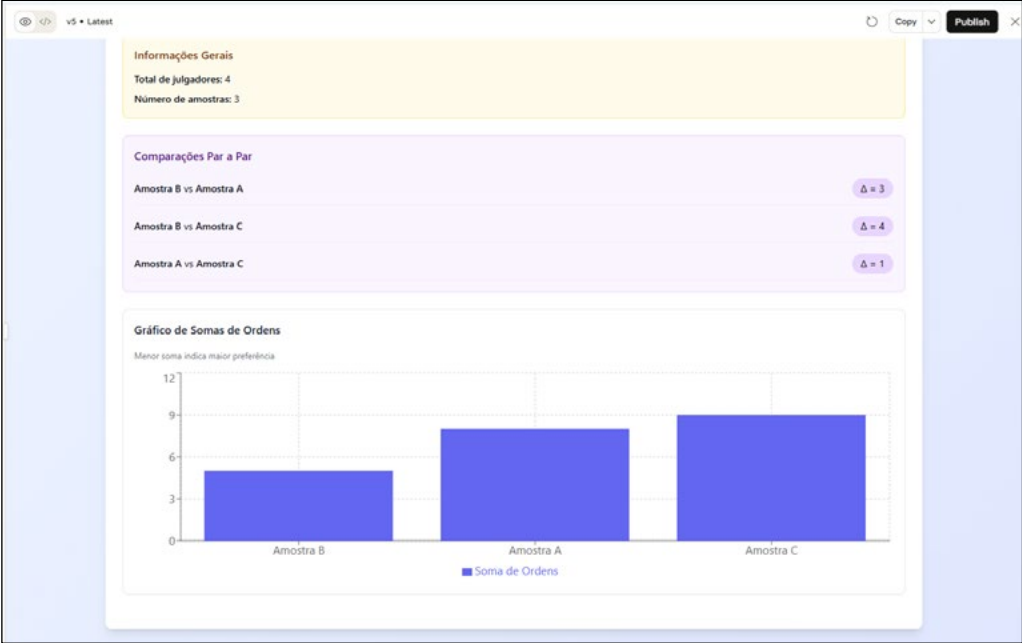 v5 • Latest
Copy
Publish
Informações Gerais
Total de julgadores: 4
Número de amostras: 3
Comparações Par a Par
Amostra B vs Amostra A
Δ = 3
Amostra B vs Amostra C
Δ = 4
Amostra A vs Amostra C
Δ = 1
Gráfico de Somas de Ordens
Menor soma indica maior preferência
12
9
6
3
0
Amostra B
Amostra A
Amostra C
Soma de Ordens